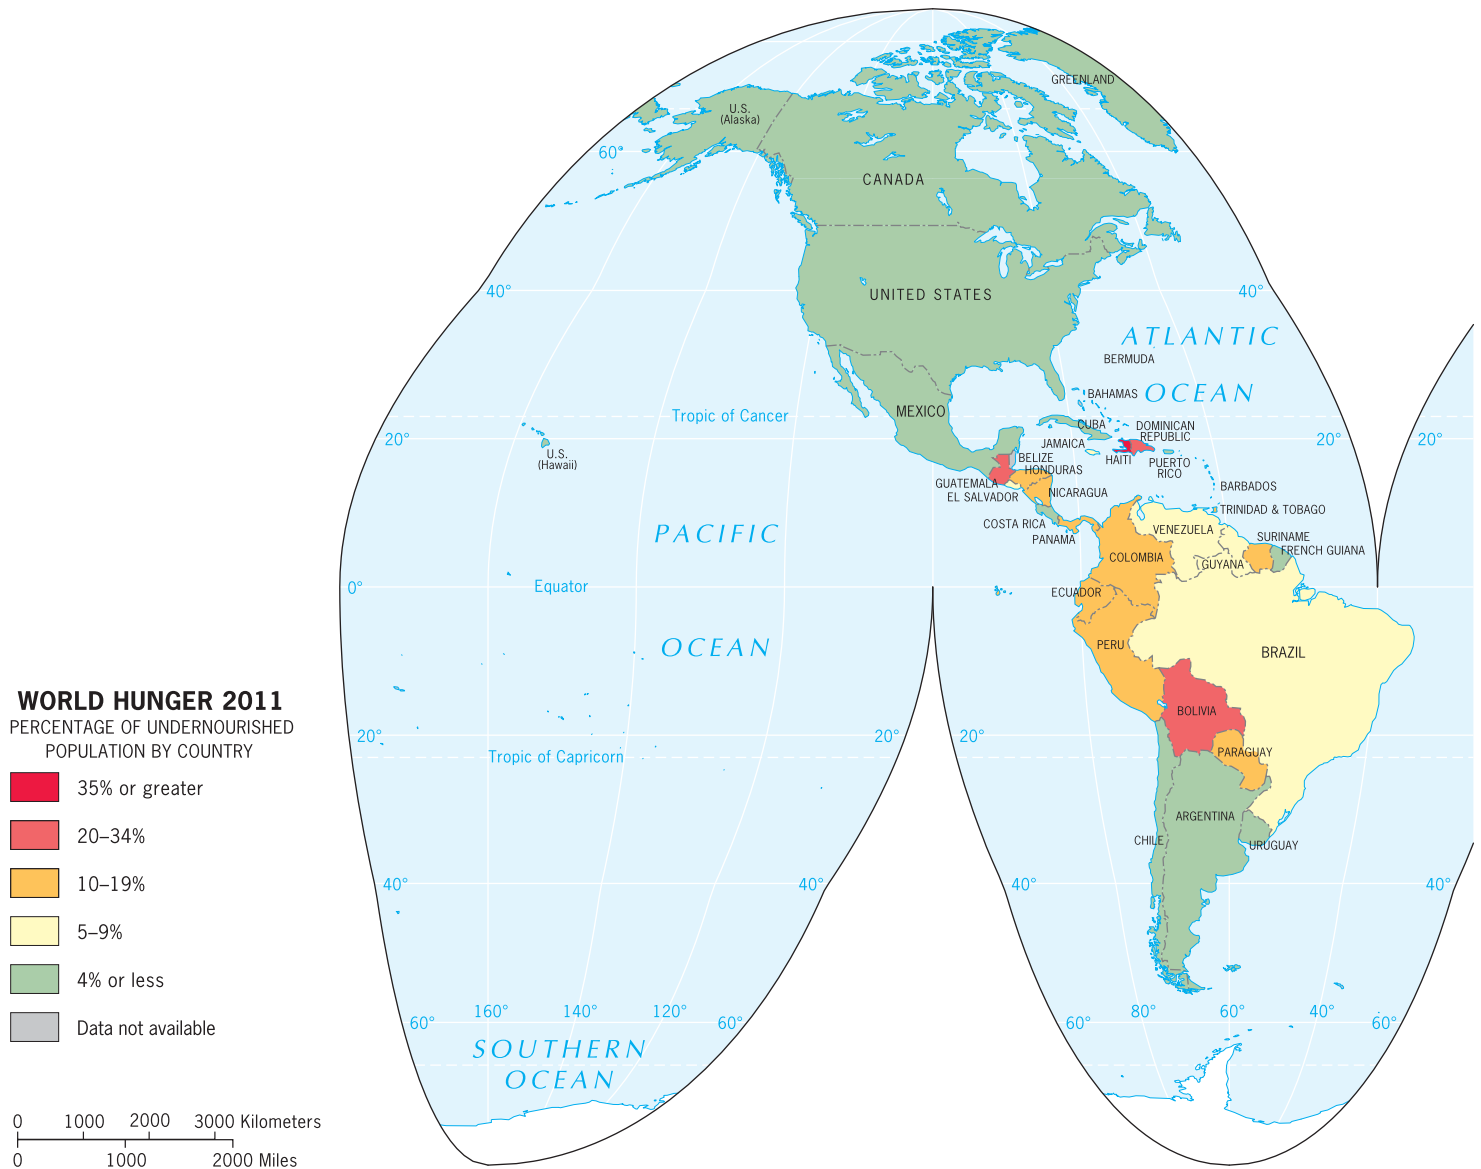 GREENLAND
U.S.
(Alaska)
60°
CANADA
40°
UNITED STATES
40°
ATLANTIC
BERMUDA
OCEAN
BAHAMAS
MEXICO
Tropic of Cancer
CUBA
DOMINICAN
REPUBLIC
20°
20°
20°
JAMAICA
HAITI
PUERTO
RICO
U.S.
(Hawaii)
BELIZE
HONDURAS
GUATEMALA
EL SALVADOR
NICARAGUA
BARBADOS
TRINIDAD & TOBAGO
COSTA RICA
PANAMA
VENEZUELA
SURINAME
FRENCH GUIANA
GUYANA
COLOMBIA
PACIFIC
0°
Equator
ECUADOR
OCEAN
PERU
BRAZIL
BOLIVIA
20°
20°
20°
Tropic of Capricorn
PARAGUAY
ARGENTINA
CHILE
URUGUAY
40°
40°
40°
40°
160°
140°
120°
60°
60°
80°
60°
40°
60°
60°
SOUTHERN
OCEAN
WORLD HUNGER 2011
PERCENTAGE OF UNDERNOURISHED
POPULATION BY COUNTRY
35% or greater
20–34%
10–19%
5–9%
4% or less
Data not available
0 1000 2000 3000 Kilometers
0 1000 2000 Miles